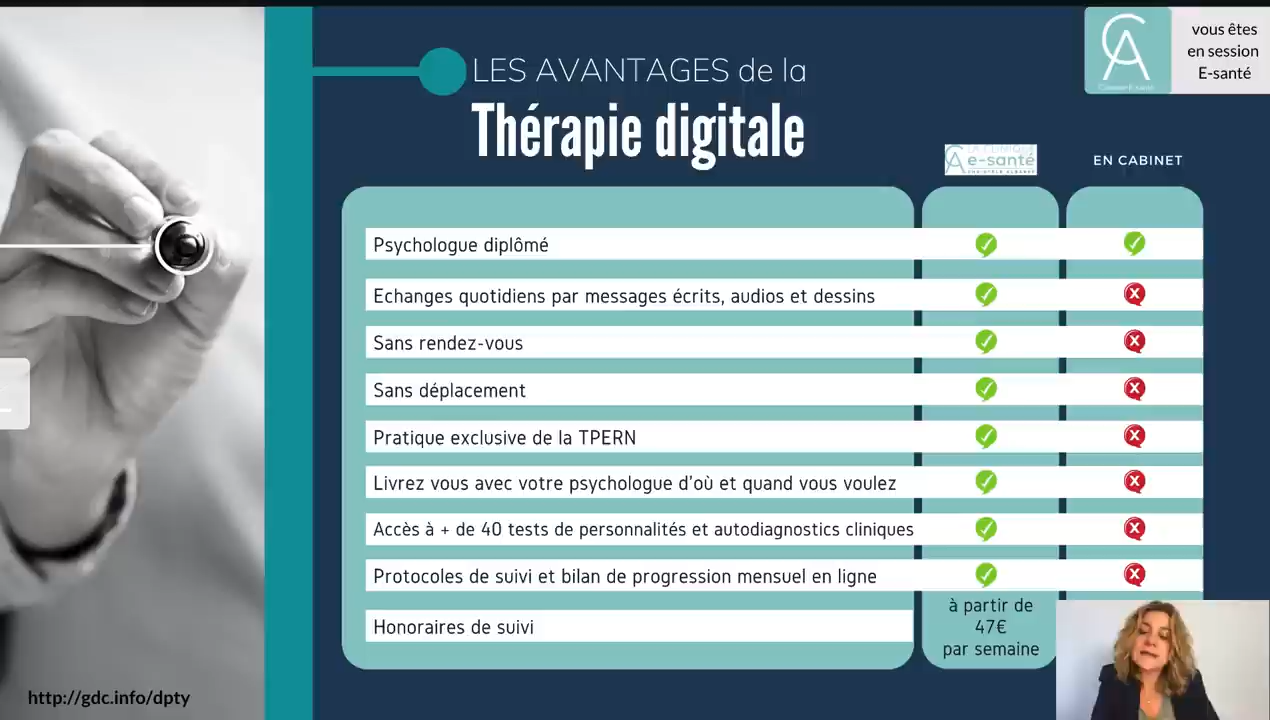 LES AVANTAGES de la
Thérapie digitale
CA
vous êtes
en session
E-santé
LA CLINIQUE
e-santé
EN CABINET
Psychologue diplômé
Echanges quotidiens par messages écrits, audios et dessins
Sans rendez-vous
Sans déplacement
Pratique exclusive de la TPERN
Livrez vous avec votre psychologue d'où et quand vous voulez
Accès à + de 40 tests de personnalités et autodiagnostics cliniques
Protocoles de suivi et bilan de progression mensuel en ligne
Honoraires de suivi
à partir de
47€
par semaine
http://gdc.info/dpty